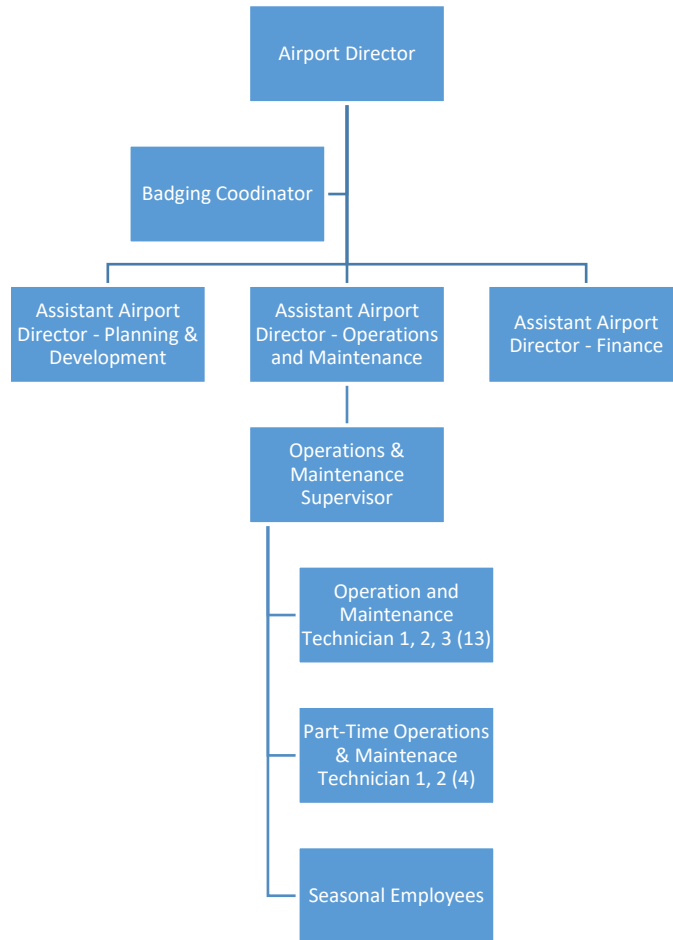 Airport Director
Badging Coodinator
Assistant Airport
Director - Planning &
Development
Assistant Airport
Director - Operations
and Maintenance
Assistant Airport
Director - Finance
Operations &
Maintenance
Supervisor
Operation and
Maintenance
Technician 1, 2, 3 (13)
Part-Time Operations
& Maintenace
Technician 1, 2 (4)
Seasonal Employees